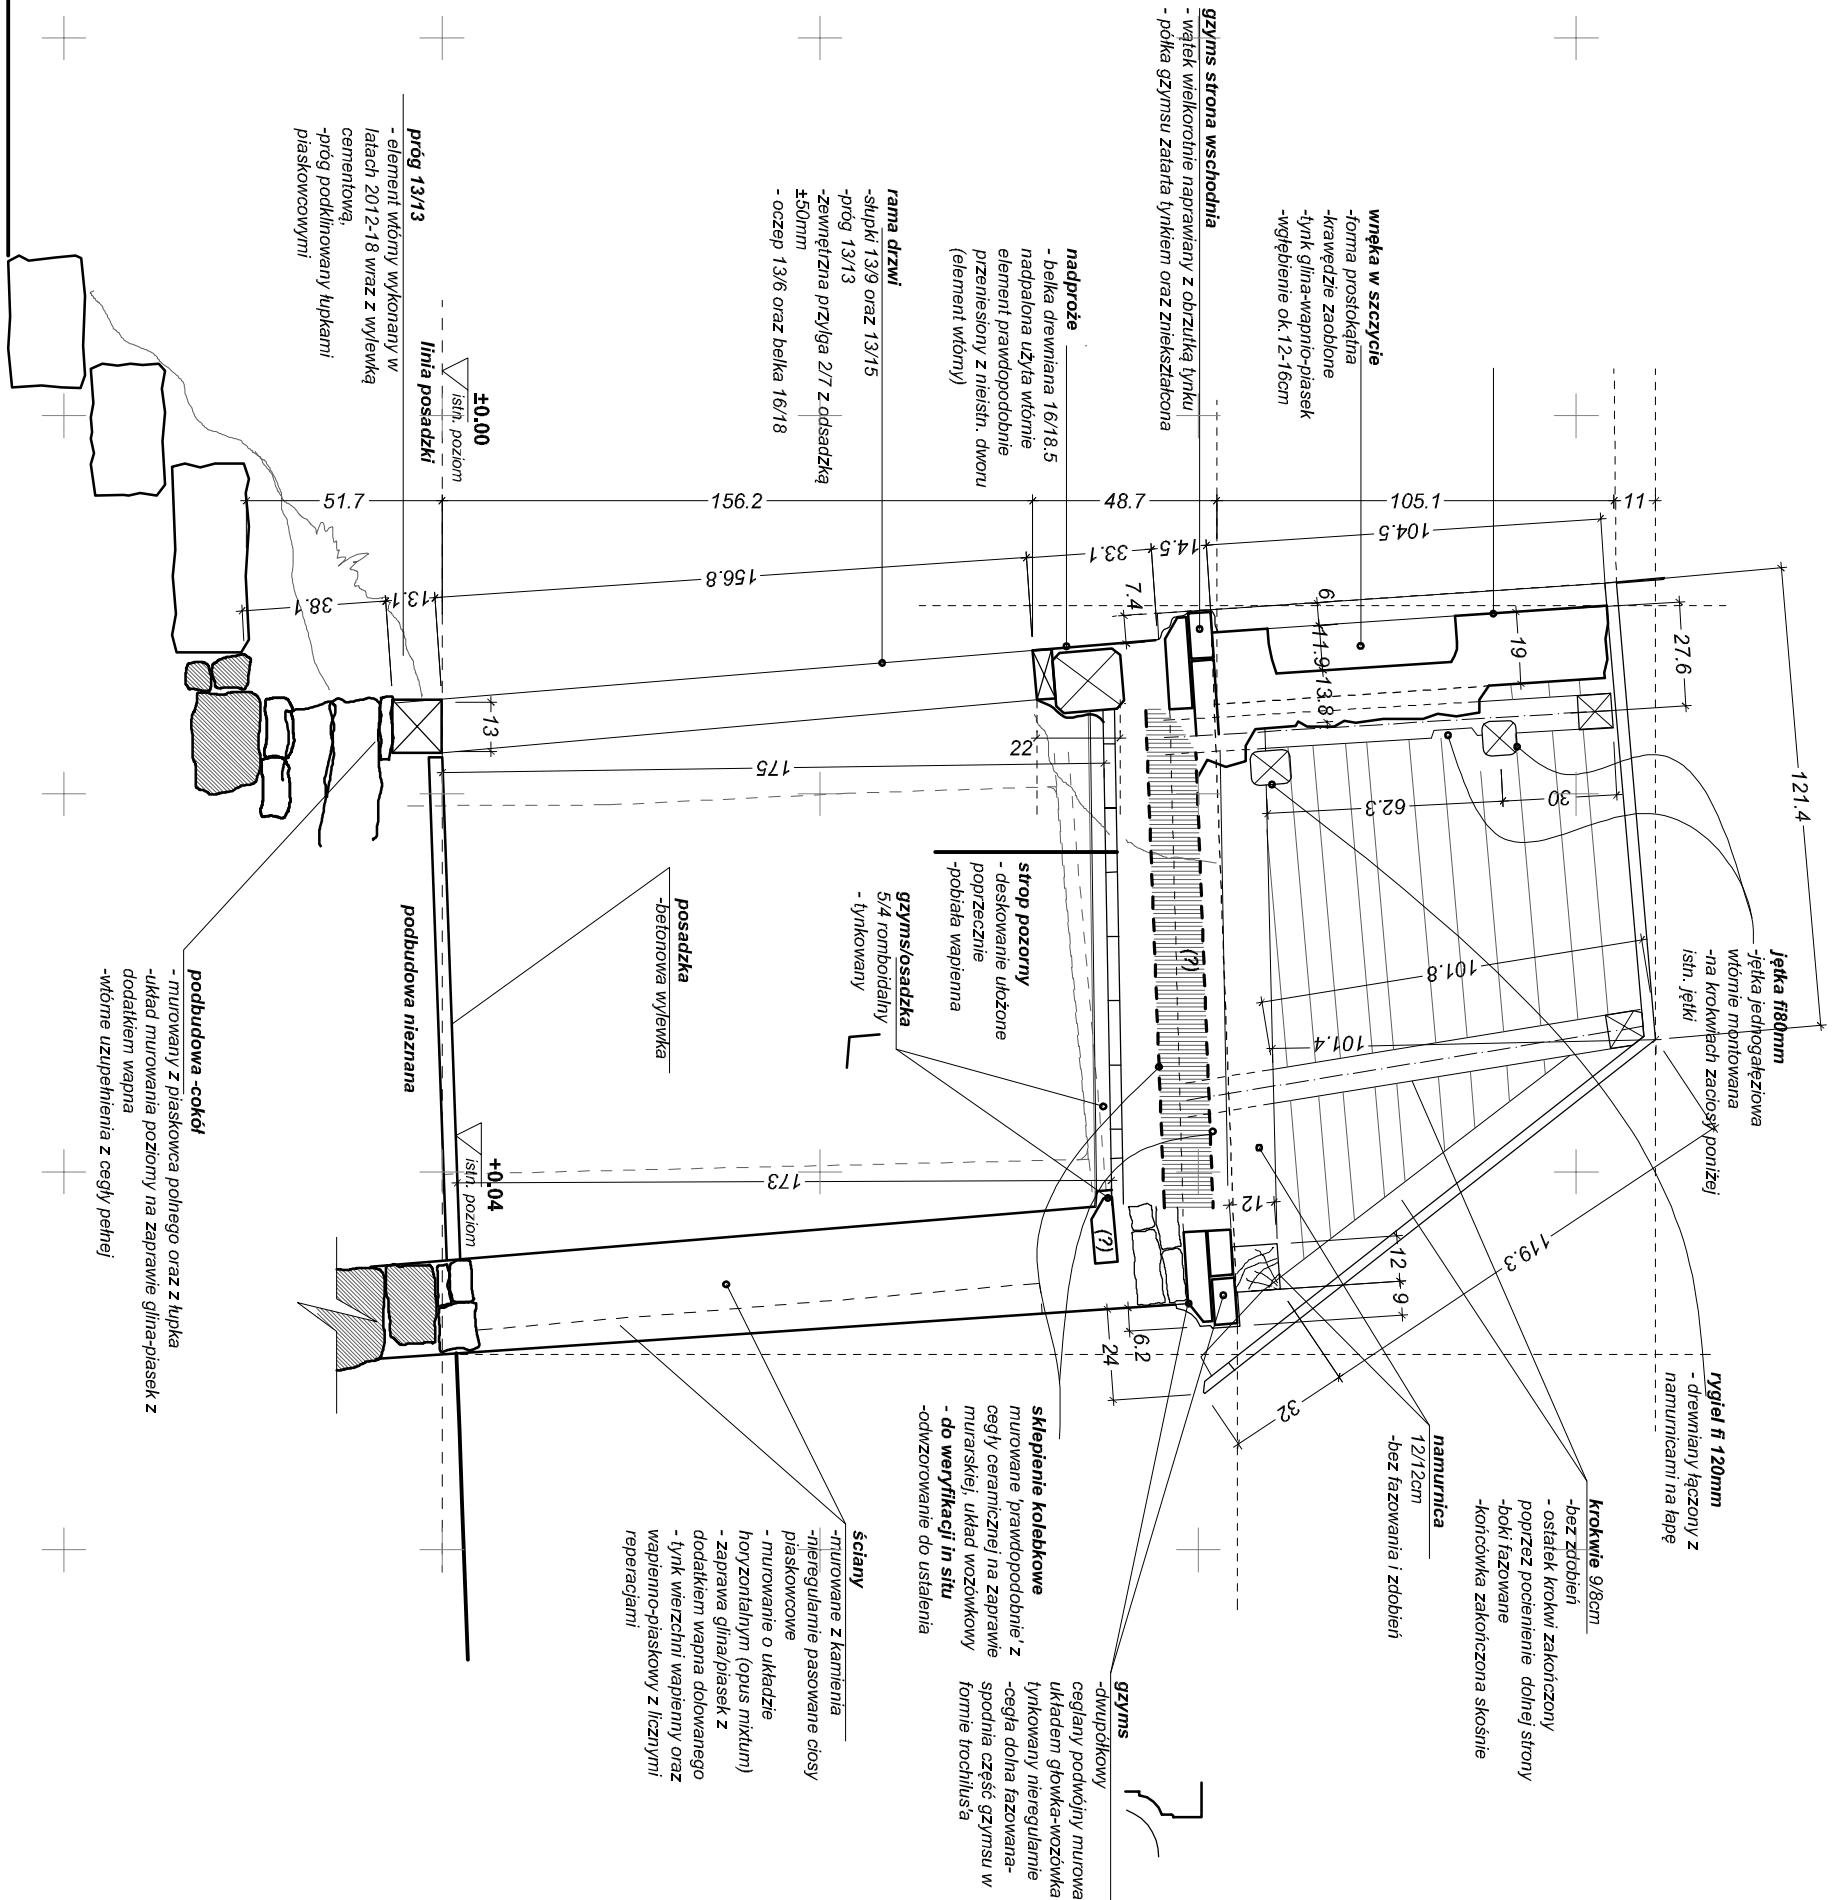 gzyms strona wschodnia
- wątek wielkorotnie naprawiany z obrzutką tynku
- półka gzymsu zatarta tynkiem oraz zniekształcona
wnęka w szczycie
-forma prostokątna
-krawędzie zaoblone
-tynk glina-wapnio-piasek
-wgłębienie ok.12-16cm
nadproże
- belka drewniana 16/18.5
nadpalona użyta wtórnie
element prawdopodobnie
przeniesiony z nieistn. dworu
(element wtórny)
rama drzwi
-słupki 13/9 oraz 13/15
-próg 13/13
-zewnętrzna przylga 2/7 z odsadzką
±50mm
- oczep 13/6 oraz belka 16/18
próg 13/13
- element wtórny wykonany w
latach 2012-18 wraz z wylewką
cementową,
-próg podklinowany łupkami
piaskowcowymi
±0.00
istn. poziom
linia posadzki
11
105.1
48.7
156.2
51.7
104.5
14.5
33.1
156.8
13.1
38.1
121.4
27.6
19
6
11.9
13.8
7.4
22
13
175
30
62.3
101.8
101.4
119.3
32
12
12
9
173
6.2
24
(?)
(?)
jętka fi80mm
-jętka jednogałęziowa
wtórnie montowana
-na krokwiach zaciosy poniżej
istn. jętki
strop pozorny
- deskowanie ułożone
poprzecznie
-pobiała wapienna
gzyms/osadzka
5/4 romboidalny
- tynkowany
posadzka
-betonowa wylewka
podbudowa nieznana
+0.04
istn. poziom
podbudowa -cokół
- murowany z piaskowca polnego oraz z łupka
-układ murowania poziomy na zaprawie glina-piasek z
dodatkiem wapna
-wtórne uzupełnienia z cegły pełnej
rygiel fi 120mm
- drewniany łączony z
namurnicami na łapę
krokwie 9/8cm
-bez zdobień
- ostatek krokwi zakończony
poprzez pocienienie dolnej strony
-boki fazowane
-końcówka zakończona skośnie
namurnica
12/12cm
-bez fazowania i zdobień
sklepienie kolebkowe
murowane 'prawdopodobnie' z
cegły ceramicznej na zaprawie
murarskiej, układ wozówkowy
- do weryfikacji in situ
-odwzorowanie do ustalenia
gzyms
-dwupółkowy
ceglany podwójny murowa
układem głowka-wozówka
tynkowany nieregularnie
-cegła dolna fazowana-
spodnia część gzymsu w
formie trochilus'a
ściany
-murowane z kamienia
-nieregularnie pasowane ciosy
piaskowcowe
- murowanie o układzie
horyzontalnym (opus mixtum)
- zaprawa glina/piasek z
dodatkiem wapna dolowanego
- tynk wierzchni wapienny oraz
wapienno-piaskowy z licznymi
reperacjami